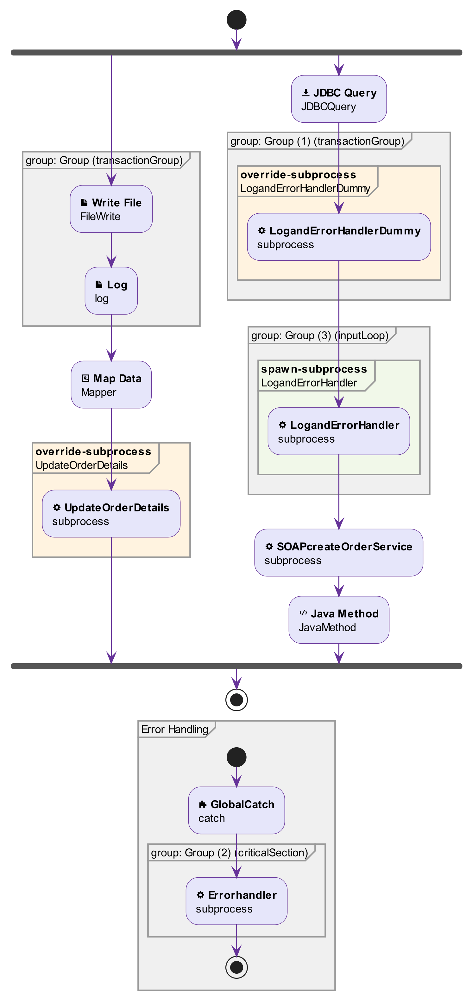 JDBC Query
JDBCQuery
group: Group (1) (transactionGroup)
override-subprocess
LogandErrorHandlerDummy
LogandErrorHandlerDummy
subprocess
group: Group (transactionGroup)
Write File
FileWrite
Log
log
group: Group (3) (inputLoop)
spawn-subprocess
LogandErrorHandler
LogandErrorHandler
subprocess
Map Data
Mapper
override-subprocess
UpdateOrderDetails
UpdateOrderDetails
subprocess
SOAPcreateOrderService
subprocess
Java Method
JavaMethod
Error Handling
GlobalCatch
catch
group: Group (2) (criticalSection)
Errorhandler
subprocess